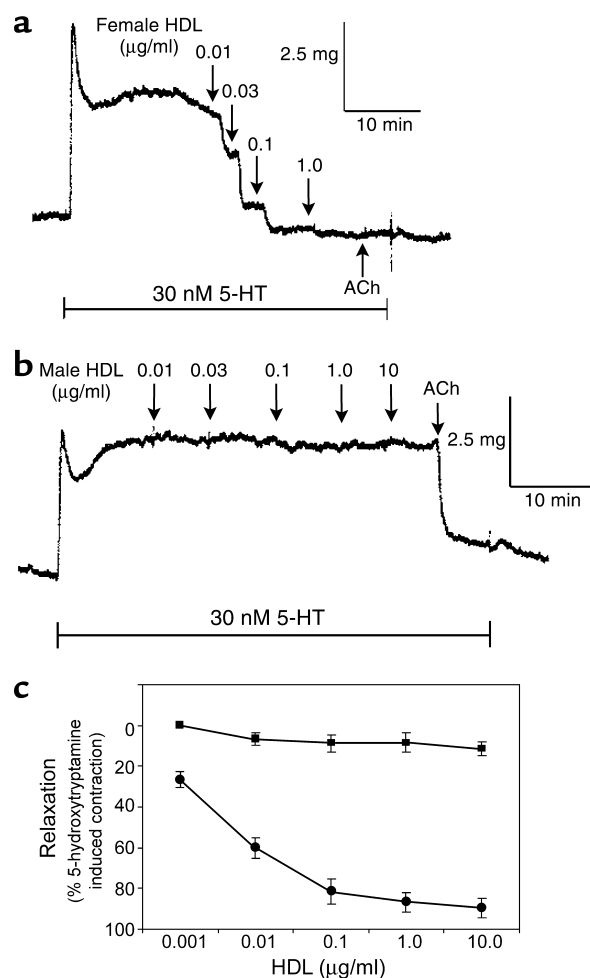 a
Female HDL
(μg/ml)
0.01
0.03
0.1
1.0
ACh
2.5 mg
10 min
30 nM 5-HT
b
Male HDL
(μg/ml)
0.01
0.03
0.1
1.0
10
ACh
2.5 mg
10 min
30 nM 5-HT
c
Relaxation
(% 5-hydroxytryptamine
induced contraction)
0
20
40
60
80
100
0.001
0.01
0.1
1.0
10.0
HDL (μg/ml)